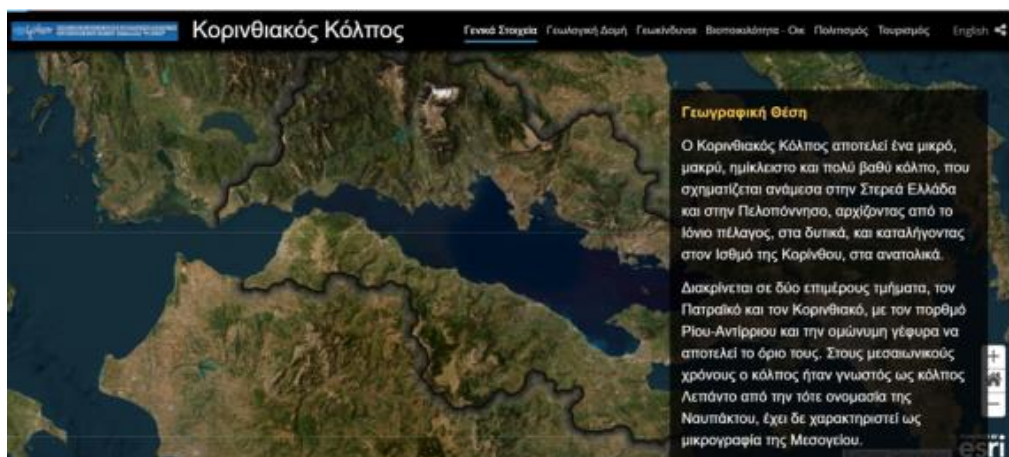 Κορινθιακός Κόλπος
Γενικά Στοιχεία Γεωλογική Δομή Γεωκίνδυνοι Βιοποικιλότητα - Οικ Πολιτισμός Τουρισμός English
Γεωγραφική Θέση
Ο Κορινθιακός Κόλπος αποτελεί ένα μικρό,
μακρύ, ημίκλειστο και πολύ βαθύ κόλπο, που
σχηματίζεται ανάμεσα στην Στερεά Ελλάδα
και στην Πελοπόννησο, αρχίζοντας από το
Ιόνιο πέλαγος, στα δυτικά, και καταλήγοντας
στον Ισθμό της Κορίνθου, στα ανατολικά.
Διακρίνεται σε δύο επιμέρους τμήματα, τον
Πατραϊκό και τον Κορινθιακό, με τον πορθμό
Ρίου-Αντίρριου και την ομώνυμη γέφυρα να
αποτελεί το όριο τους. Στους μεσαιωνικούς
χρόνους ο κόλπος ήταν γνωστός ως κόλπος
Λεπάντο από την τότε ονομασία της
Ναυπάκτου, έχει δε χαρακτηριστεί ως
μικρογραφία της Μεσογείου.
esri